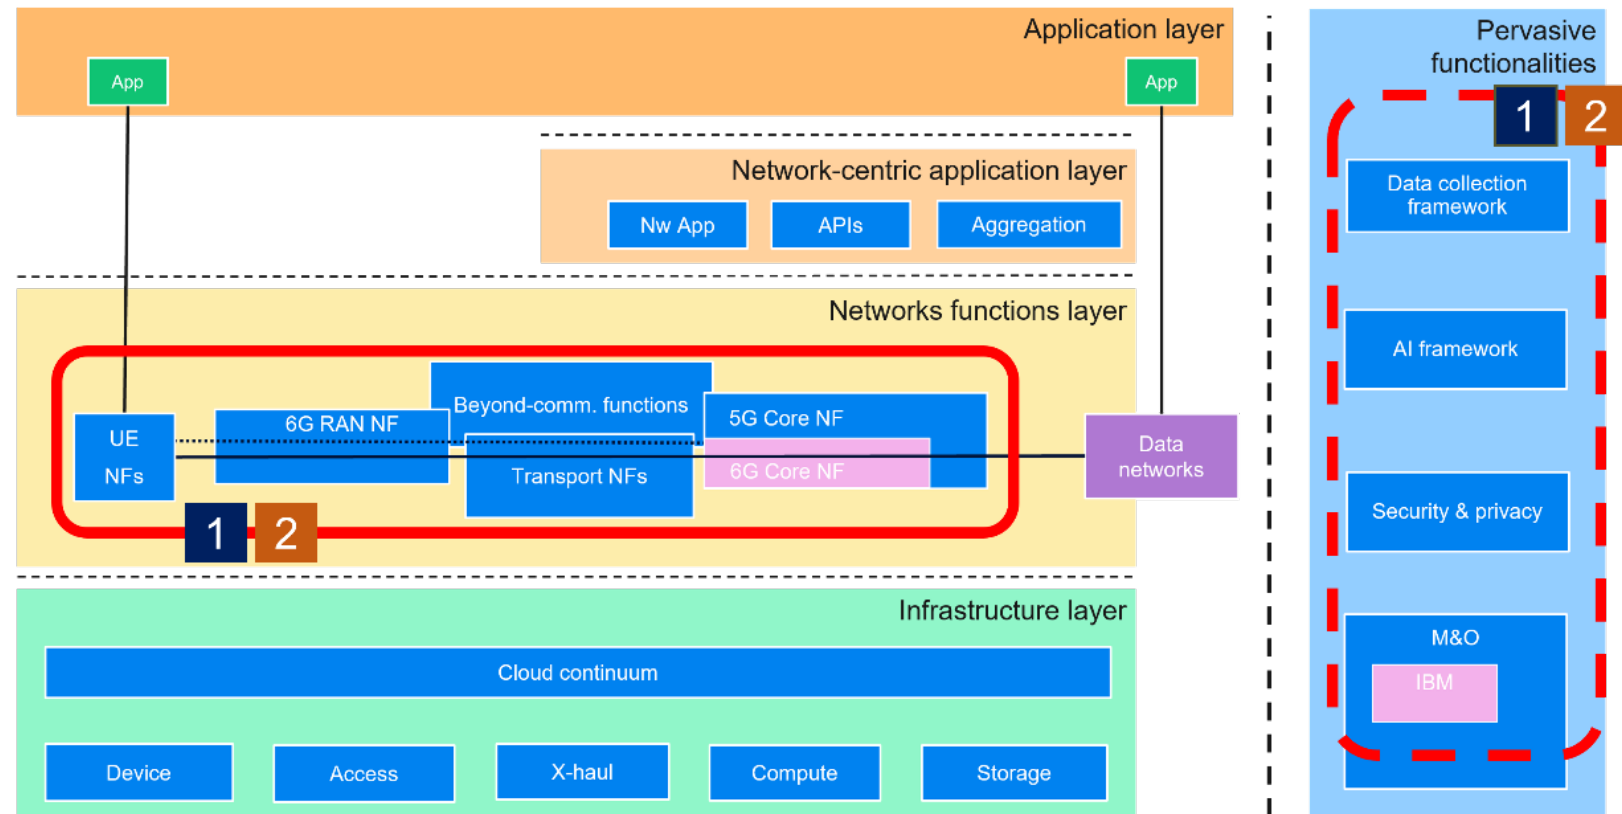 Application layer
App
App
Network-centric application layer
Nw App
APIs
Aggregation
Networks functions layer
UE
NFs
6G RAN NF
Beyond-comm. functions
Transport NFs
5G Core NF
6G Core NF
Data
networks
1
2
Infrastructure layer
Cloud continuum
Device
Access
X-haul
Compute
Storage
Pervasive
functionalities
1
2
Data collection
framework
AI framework
Security & privacy
M&O
IBM